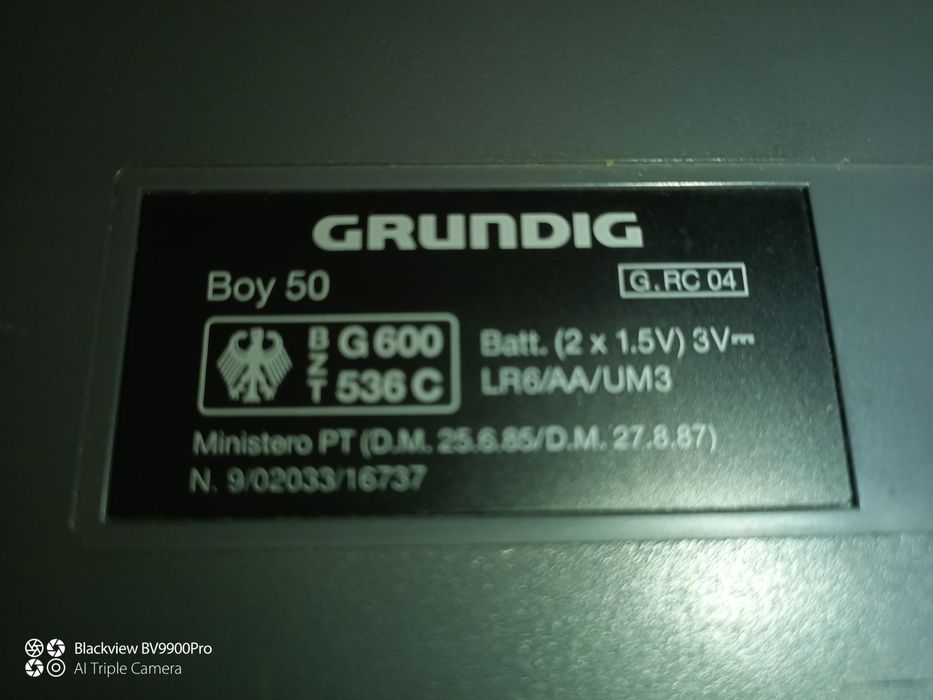 GRUNDIG
Boy 50
G.RC 04
BZT G 600 536 C
Batt. (2 x 1.5V) 3V⎓
LR6/AA/UM3
Ministero PT (D.M. 25.6.85/D.M. 27.8.87)
N. 9/02033/16737
Blackview BV9900Pro
AI Triple Camera